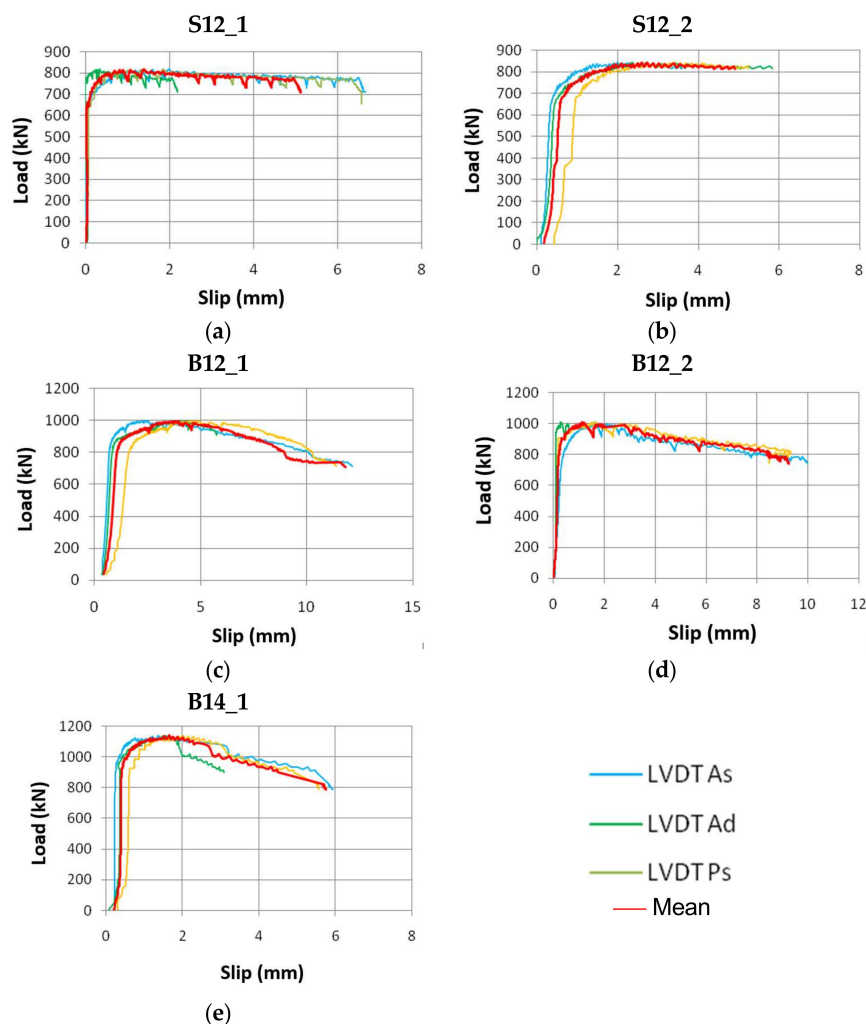 S12_1
S12_2
900
800
700
600
500
400
300
200
100
0
Load (kN)
0 2 4 6 8
Slip (mm)
(a)
900
800
700
600
500
400
300
200
100
0
Load (kN)
0 2 4 6 8
Slip (mm)
(b)
B12_1
B12_2
1200
1000
800
600
400
200
0
Load (kN)
0 5 10 15
Slip (mm)
(c)
1200
1000
800
600
400
200
0
Load (kN)
0 2 4 6 8 10 12
Slip (mm)
(d)
B14_1
1200
1000
800
600
400
200
0
Load (kN)
0 2 4 6 8
Slip (mm)
(e)
LVDT As
LVDT Ad
LVDT Ps
Mean